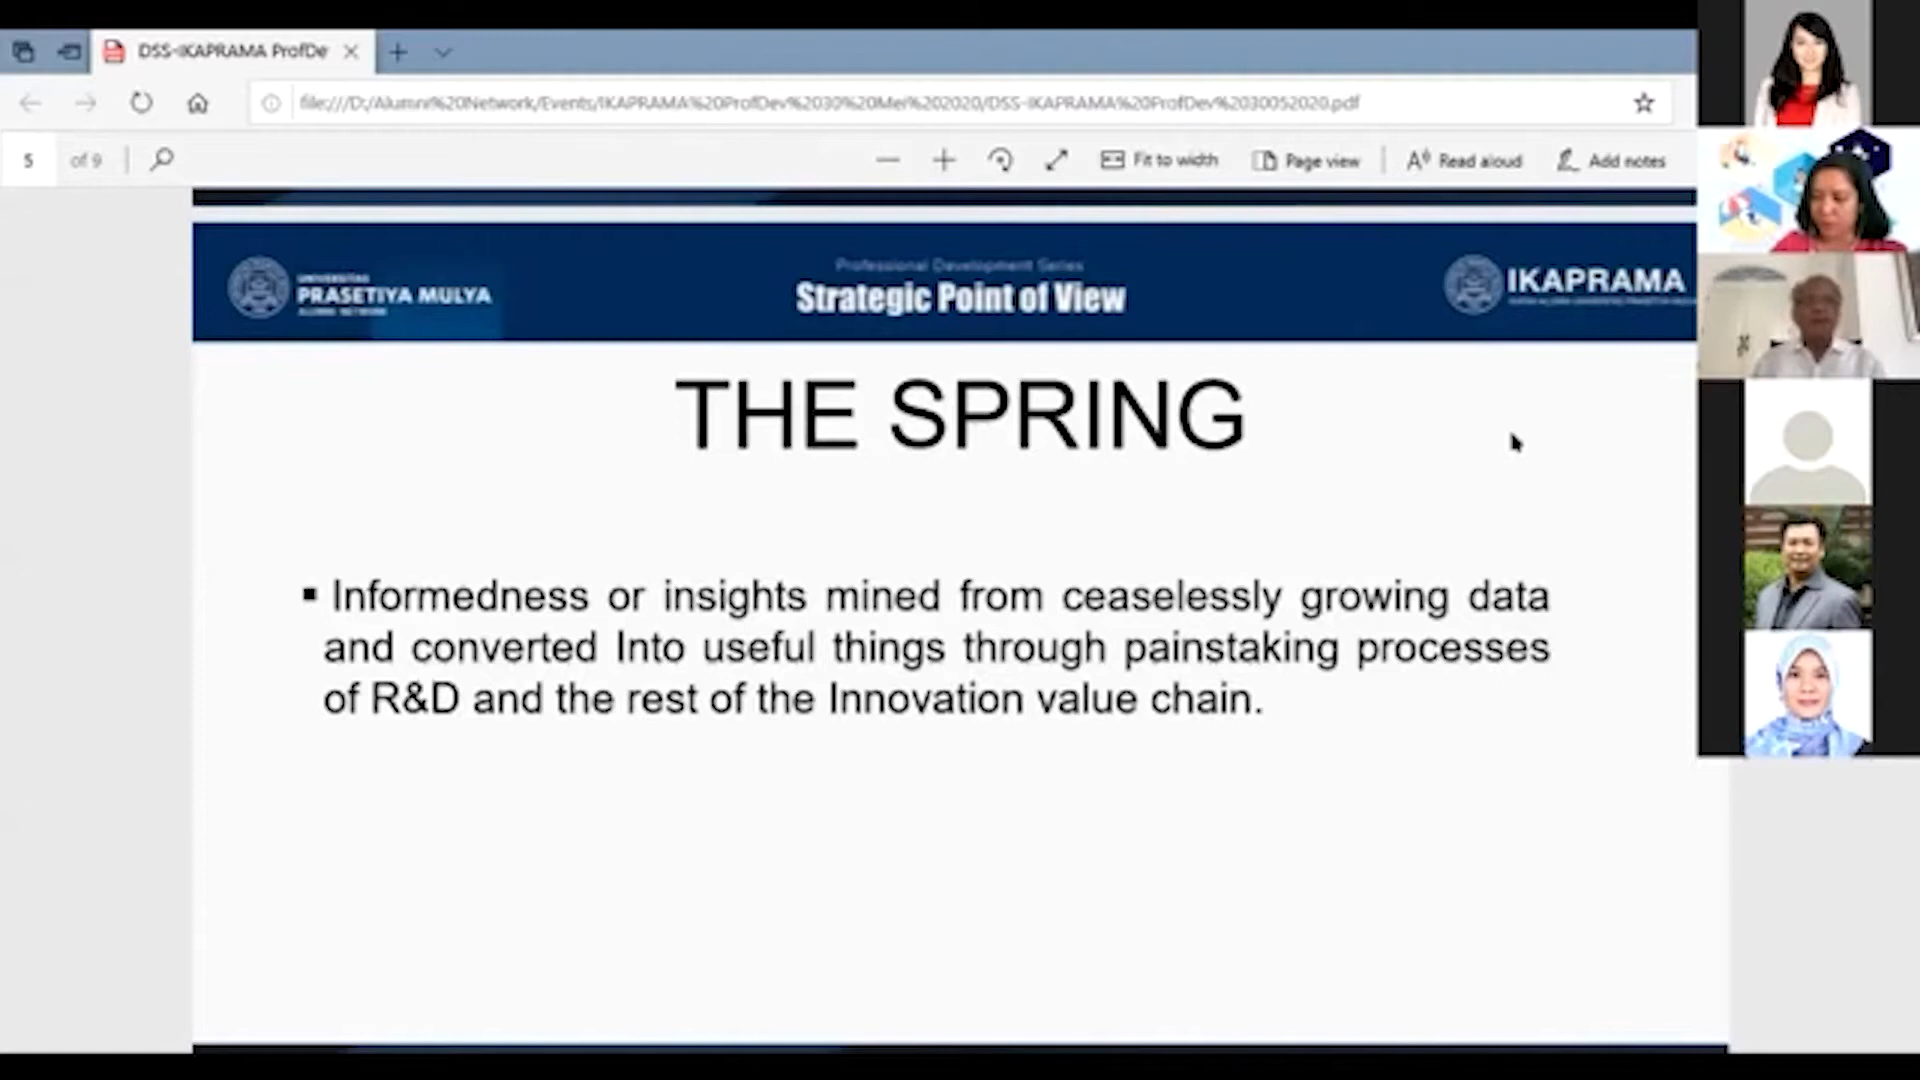 DSS-IKAPRAMA ProfDe
file:///D:/Alumni%20Network/Events/IKAPRAMA%20ProfDev%2030%20Mei%202020/DSS-IKAPRAMA%20ProfDev%2030052020.pdf
5 of 9 Fit to width Page view Read aloud Add notes
Professional Development Series
UNIVERSITAS
PRASETIYA MULYA
ALUMNI NETWORK
Strategic Point of View
IKAPRAMA
THE SPRING
▪ Informedness or insights mined from ceaselessly growing data
and converted Into useful things through painstaking processes
of R&D and the rest of the Innovation value chain.